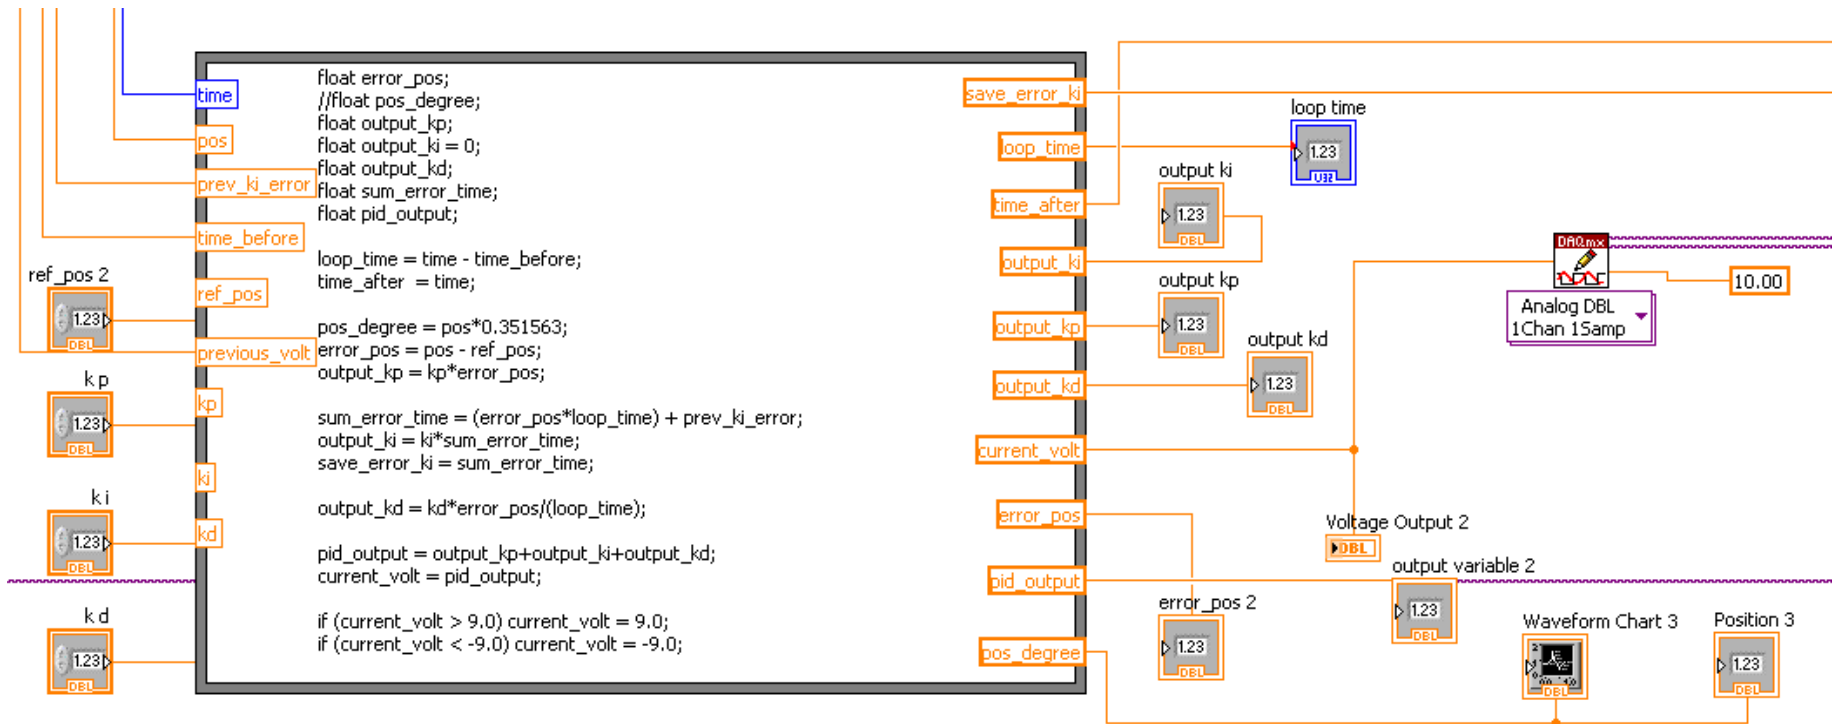 time
pos
prev_ki_error
time_before
ref_pos
previous_volt
kp
ki
kd
ref_pos 2
1.23
DBL
k p
1.23
DBL
k i
1.23
DBL
k d
1.23
DBL
float error_pos;
//float pos_degree;
float output_kp;
float output_ki = 0;
float output_kd;
float sum_error_time;
float pid_output;
loop_time = time - time_before;
time_after  = time;
pos_degree = pos*0.351563;
error_pos = pos - ref_pos;
output_kp = kp*error_pos;
sum_error_time = (error_pos*loop_time) + prev_ki_error;
output_ki = ki*sum_error_time;
save_error_ki = sum_error_time;
output_kd = kd*error_pos/(loop_time);
pid_output = output_kp+output_ki+output_kd;
current_volt = pid_output;
if (current_volt > 9.0) current_volt = 9.0;
if (current_volt < -9.0) current_volt = -9.0;
save_error_ki
loop_time
time_after
output_ki
output_kp
output_kd
current_volt
error_pos
pid_output
pos_degree
loop time
1.23
U32
output ki
1.23
DBL
output kp
1.23
DBL
output kd
1.23
DBL
DAQmx
10.00
Analog DBL
1Chan 1Samp
Voltage Output 2
DBL
output variable 2
1.23
DBL
error_pos 2
1.23
DBL
Waveform Chart 3
DBL
Position 3
1.23
DBL